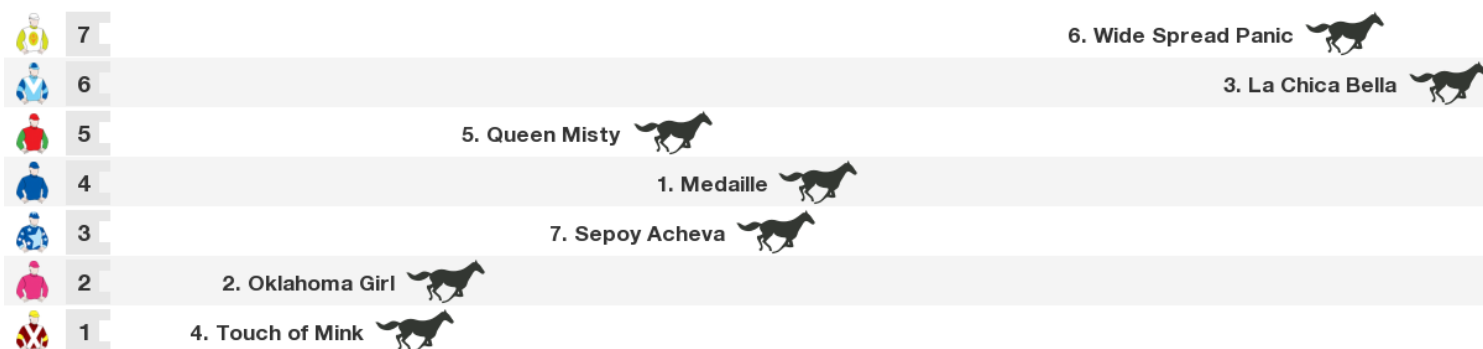 7 6. Wide Spread Panic
6 3. La Chica Bella
5 5. Queen Misty
4 1. Medaille
3 7. Sepoy Acheva
2 2. Oklahoma Girl
1 4. Touch of Mink